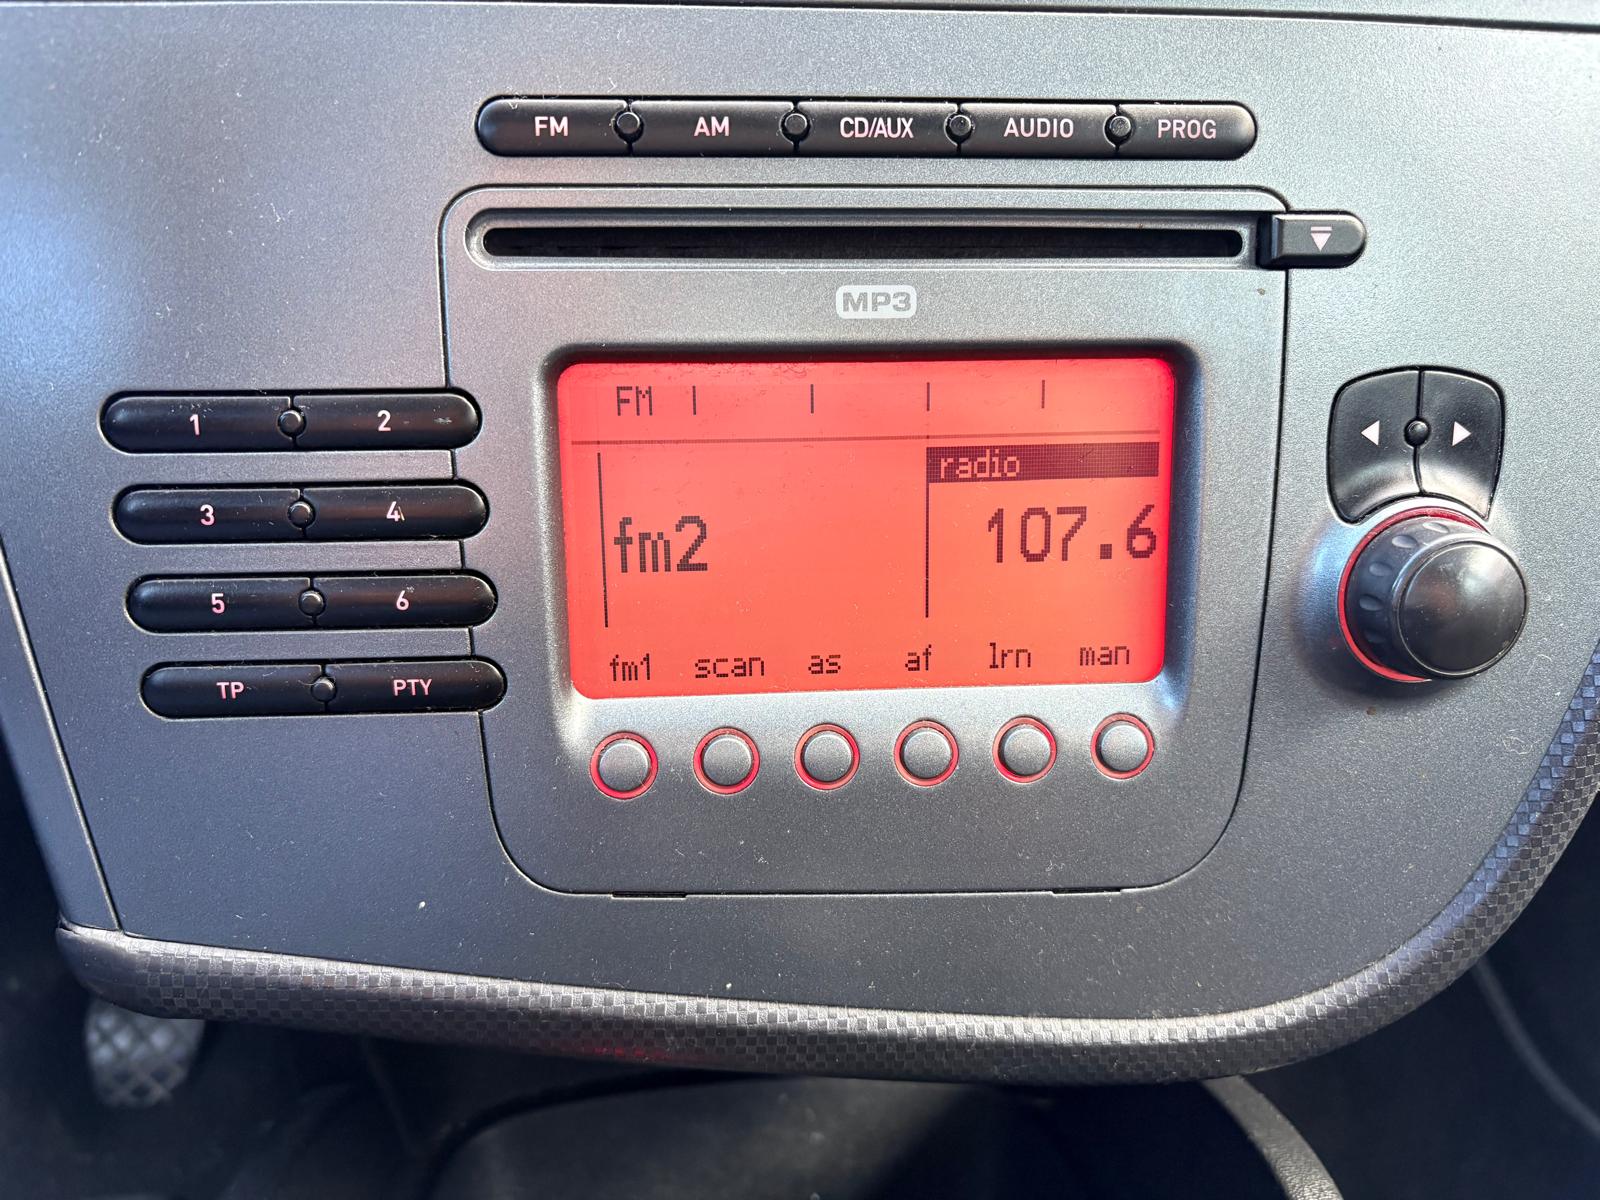 FM AM CD/AUX AUDIO PROG
MP3
FM
radio
fm2 107.6
fm1 scan as af lrn man
1 2
3 4
5 6
TP PTY